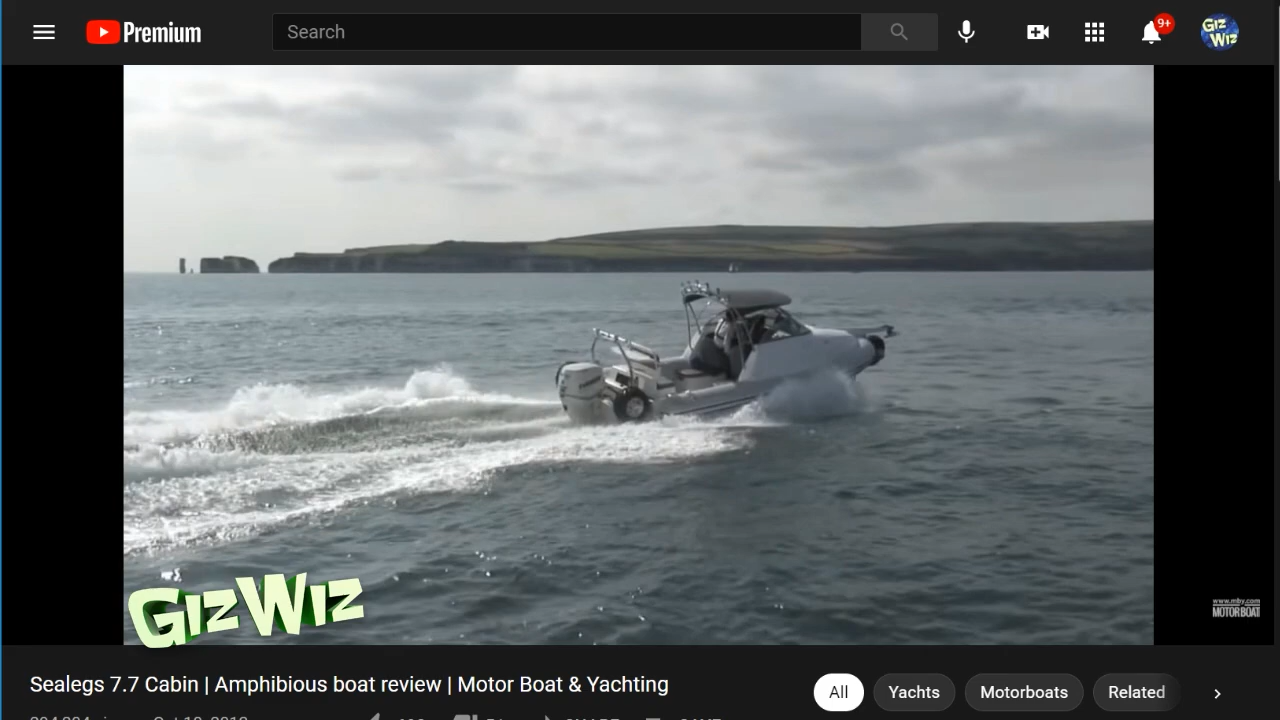 Premium
Search
9+
GIZ
WIZ
GIZWIZ
www.mby.com
MOTOR BOAT
Sealegs 7.7 Cabin | Amphibious boat review | Motor Boat & Yachting
All
Yachts
Motorboats
Related